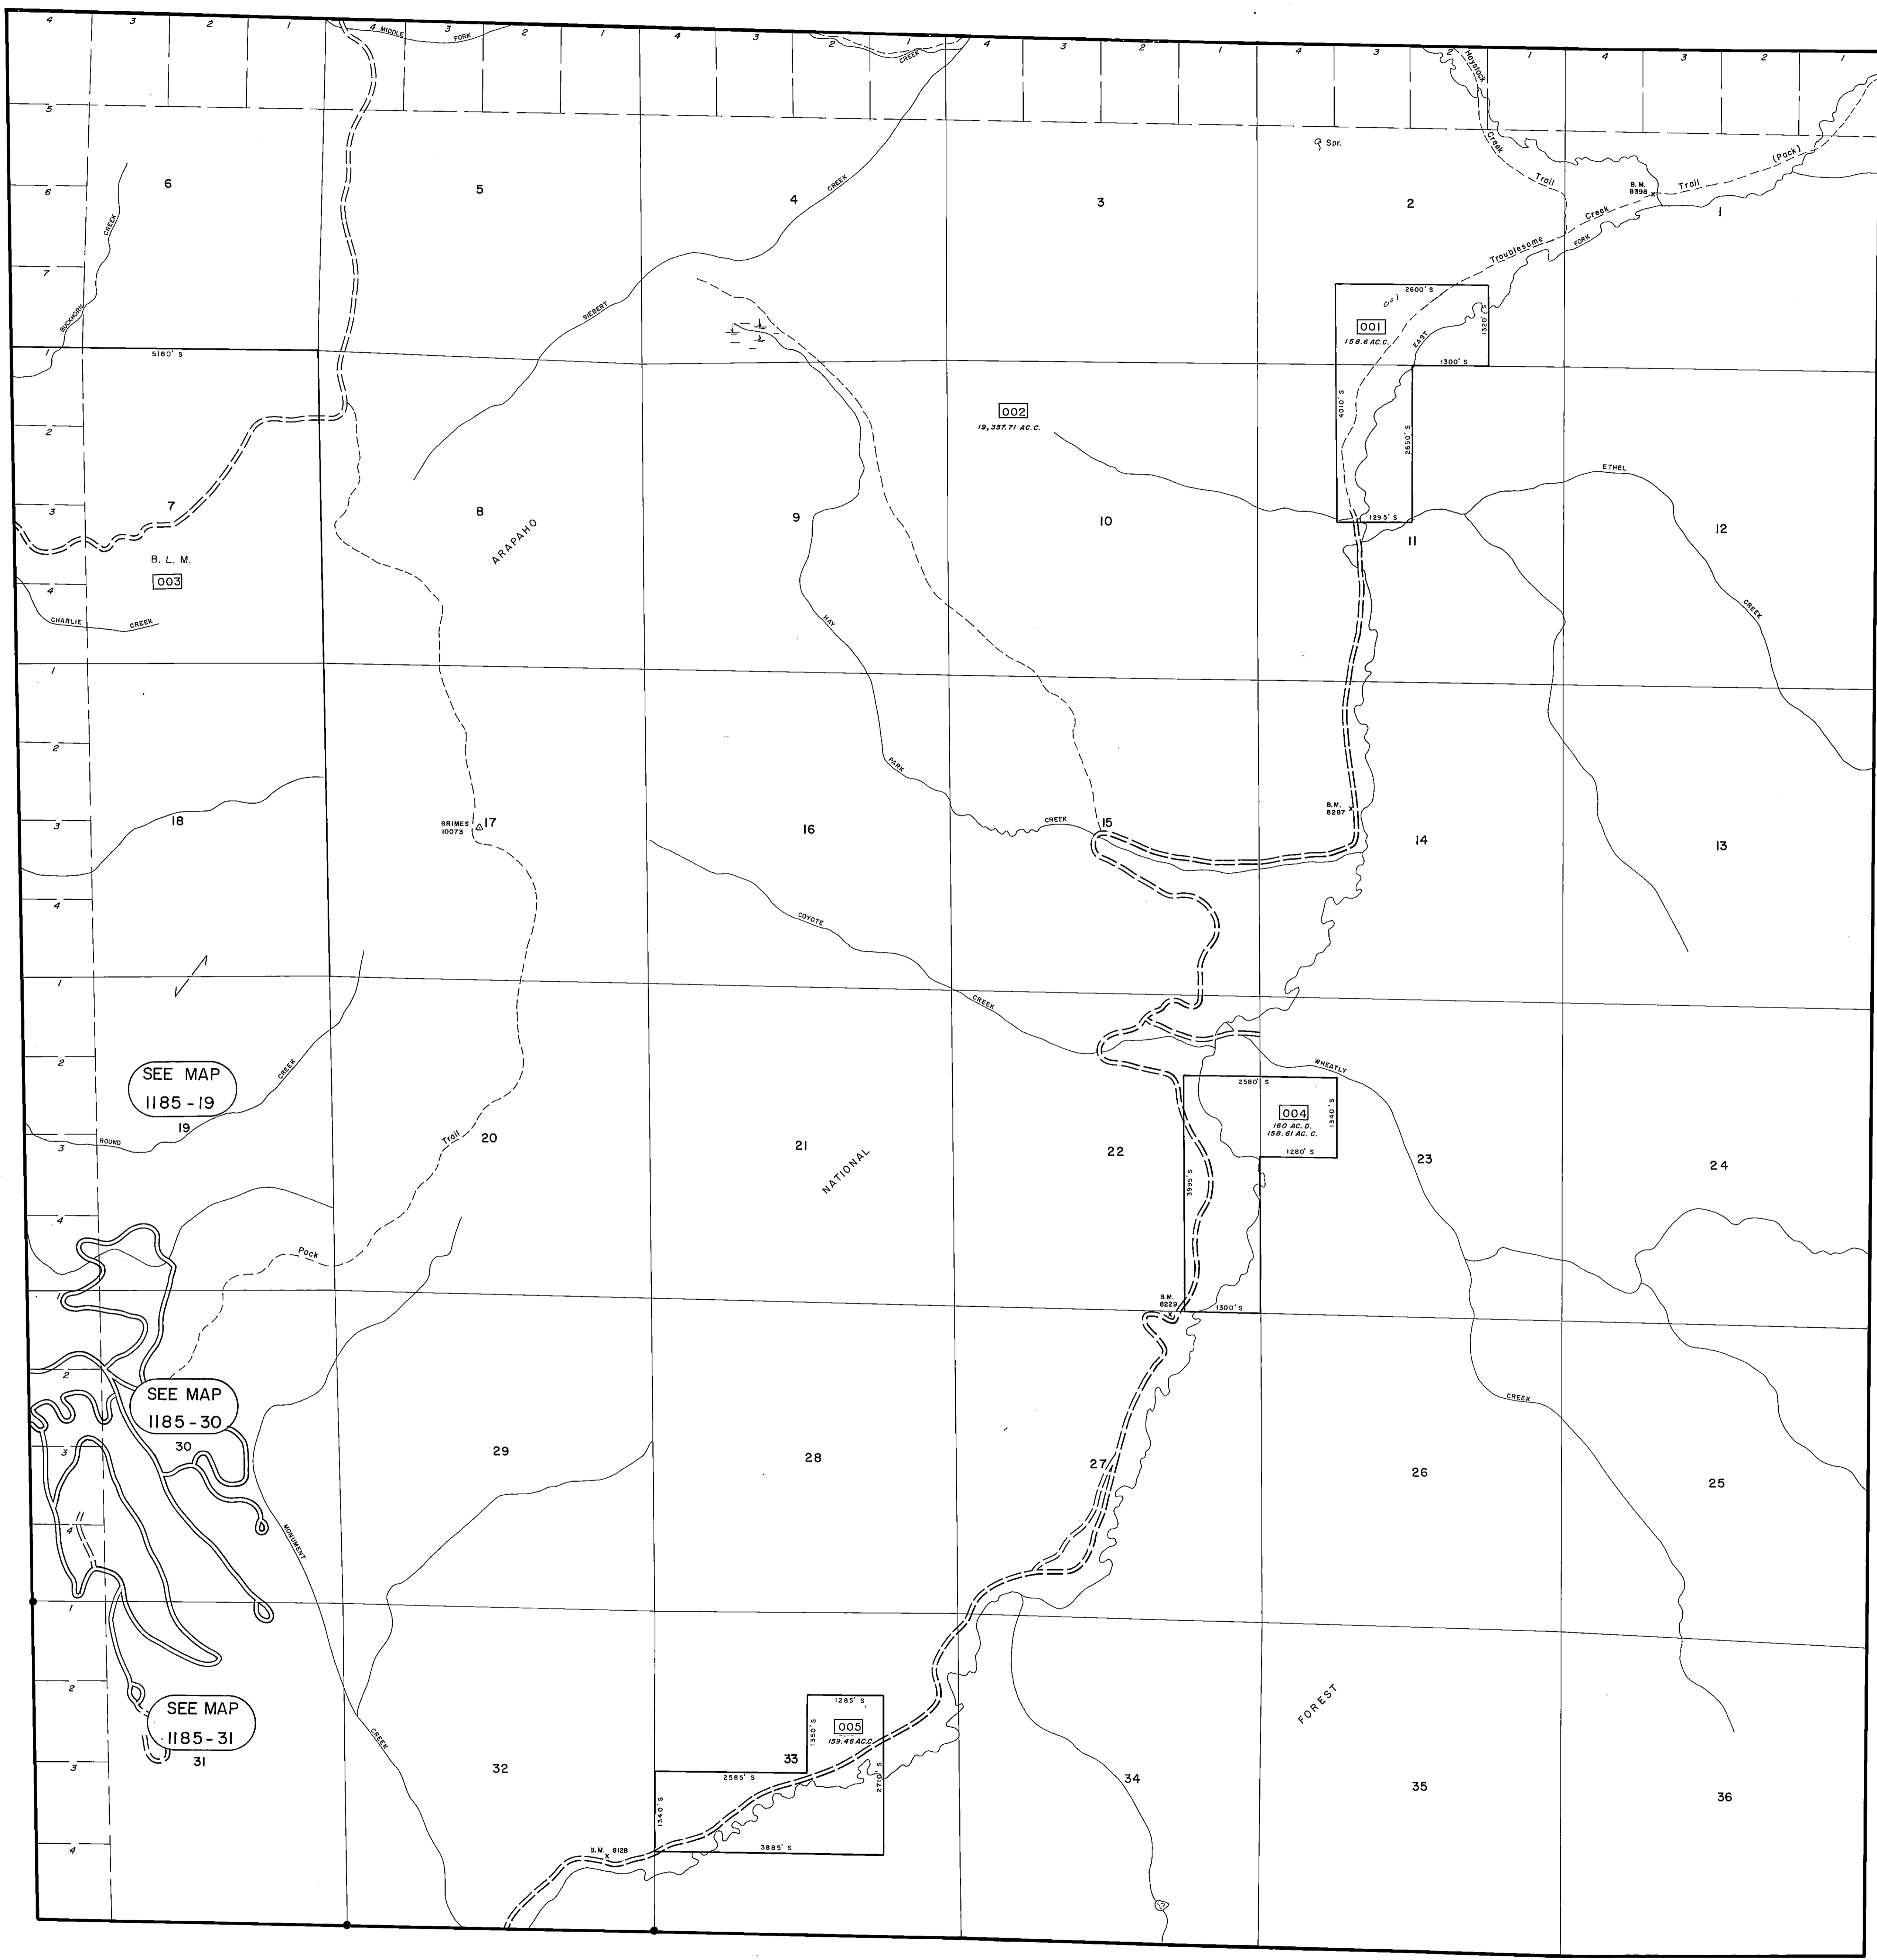 4 3 2 1 4 3 2 1 4 3 2 1 4 3 2 1 4 3 2 1 4 3 2 1
MIDDLE FORK
CREEK
Haystack Creek Trail
5
6
7
Spr.
(Pack)
B.M.
8398 x
Troublesome Creek Trail
EAST FORK
6 5 4 3 2 1
BUCKHORN CREEK
SIEBERT CREEK
1
5180' S
2600' S
001
001
158.6 AC.C.
1320' S
1300' S
4010' S
2650' S
1295' S
002
19,357.71 AC.C.
2
3
4
7 8 9 10 11 12
ARAPAHO
ETHEL CREEK
B. L. M.
003
CHARLIE CREEK
HAY PARK CREEK
1
2
3
4
18 17 16 15 14 13
GRIMES
10073
B.M.
8287 x
COYOTE CREEK
1
2
3
4
SEE MAP
1185-19
19 20 21 22 23 24
ROUND CREEK
Pack Trail
NATIONAL
WHEATLY CREEK
2580' S
004
160 AC. D.
158.61 AC. C.
1340' S
1280' S
3995' S
1300' S
B.M.
8229
x
2
3
4
SEE MAP
1185-30
30 29 28 27 26 25
MONUMENT CREEK
1
2
3
4
SEE MAP
1185-31
31 32 33 34 35 36
FOREST
1285' S
005
159.46 AC.C.
1350' S
2585' S
2710' S
1340' S
3885' S
B.M. x 8128